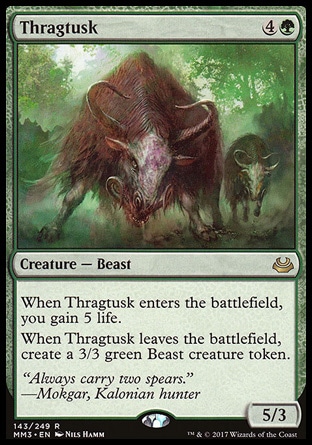 Thragtusk 4
Creature — Beast
When Thragtusk enters the battlefield,
you gain 5 life.
When Thragtusk leaves the battlefield,
create a 3/3 green Beast creature token.
“Always carry two spears.”
—Mokgar, Kalonian hunter
5/3
143/249 R
MM3 • EN Nils Hamm
™ & © 2017 Wizards of the Coast